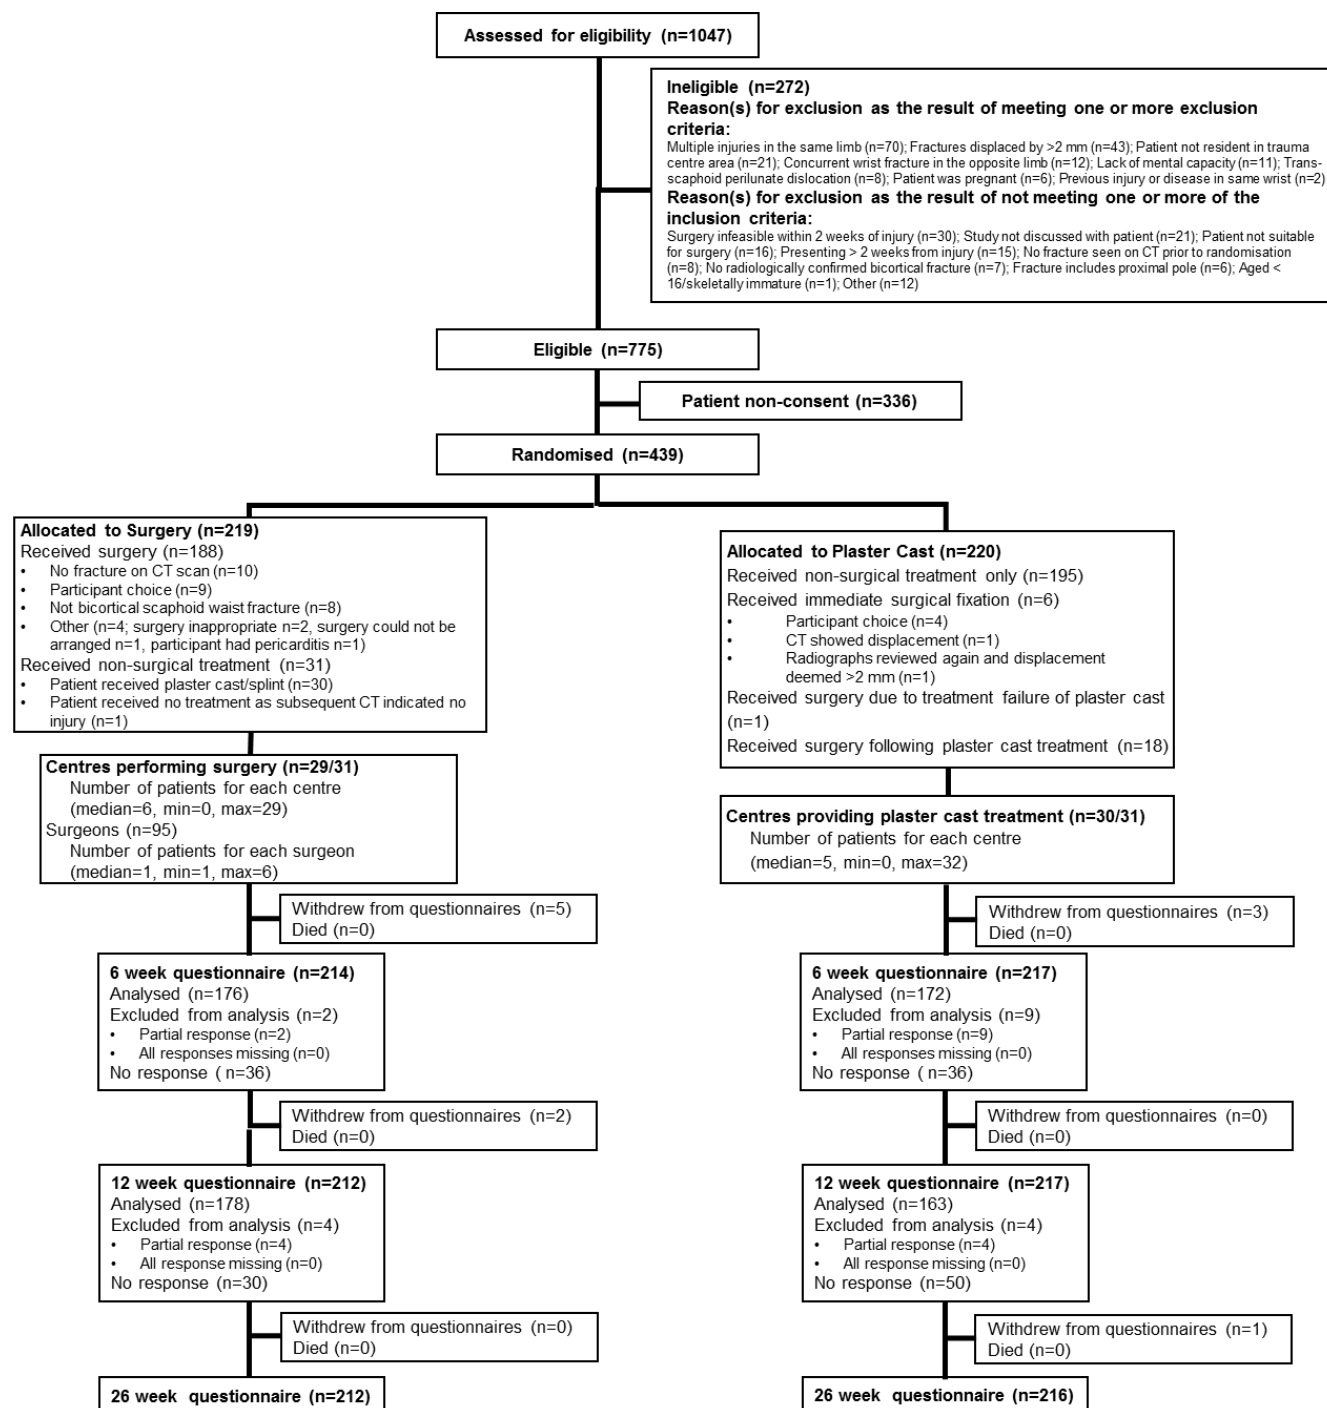 Assessed for eligibility (n=1047)
Ineligible (n=272)
Reason(s) for exclusion as the result of meeting one or more exclusion
criteria:
Multiple injuries in the same limb (n=70); Fractures displaced by >2 mm (n=43); Patient not resident in trauma
centre area (n=21); Concurrent wrist fracture in the opposite limb (n=12); Lack of mental capacity (n=11); Trans-
scaphoid perilunate dislocation (n=8); Patient was pregnant (n=6); Previous injury or disease in same wrist (n=2)
Reason(s) for exclusion as the result of not meeting one or more of the
inclusion criteria:
Surgery infeasible within 2 weeks of injury (n=30); Study not discussed with patient (n=21); Patient not suitable
for surgery (n=16); Presenting > 2 weeks from injury (n=15); No fracture seen on CT prior to randomisation
(n=8); No radiologically confirmed bicortical fracture (n=7); Fracture includes proximal pole (n=6); Aged <
16/skeletally immature (n=1); Other (n=12)
Eligible (n=775)
Patient non-consent (n=336)
Randomised (n=439)
Allocated to Surgery (n=219)
Received surgery (n=188)
• No fracture on CT scan (n=10)
• Participant choice (n=9)
• Not bicortical scaphoid waist fracture (n=8)
• Other (n=4; surgery inappropriate n=2, surgery could not be
arranged n=1, participant had pericarditis n=1)
Received non-surgical treatment (n=31)
• Patient received plaster cast/splint (n=30)
• Patient received no treatment as subsequent CT indicated no
injury (n=1)
Centres performing surgery (n=29/31)
Number of patients for each centre
(median=6, min=0, max=29)
Surgeons (n=95)
Number of patients for each surgeon
(median=1, min=1, max=6)
Withdrew from questionnaires (n=5)
Died (n=0)
6 week questionnaire (n=214)
Analysed (n=176)
Excluded from analysis (n=2)
• Partial response (n=2)
• All responses missing (n=0)
No response ( n=36)
Withdrew from questionnaires (n=2)
Died (n=0)
12 week questionnaire (n=212)
Analysed (n=178)
Excluded from analysis (n=4)
• Partial response (n=4)
• All response missing (n=0)
No response (n=30)
Withdrew from questionnaires (n=0)
Died (n=0)
26 week questionnaire (n=212)
Allocated to Plaster Cast (n=220)
Received non-surgical treatment only (n=195)
Received immediate surgical fixation (n=6)
• Participant choice (n=4)
• CT showed displacement (n=1)
• Radiographs reviewed again and displacement
deemed >2 mm (n=1)
Received surgery due to treatment failure of plaster cast
(n=1)
Received surgery following plaster cast treatment (n=18)
Centres providing plaster cast treatment (n=30/31)
Number of patients for each centre
(median=5, min=0, max=32)
Withdrew from questionnaires (n=3)
Died (n=0)
6 week questionnaire (n=217)
Analysed (n=172)
Excluded from analysis (n=9)
• Partial response (n=9)
• All responses missing (n=0)
No response (n=36)
Withdrew from questionnaires (n=0)
Died (n=0)
12 week questionnaire (n=217)
Analysed (n=163)
Excluded from analysis (n=4)
• Partial response (n=4)
• All responses missing (n=0)
No response (n=50)
Withdrew from questionnaires (n=1)
Died (n=0)
26 week questionnaire (n=216)